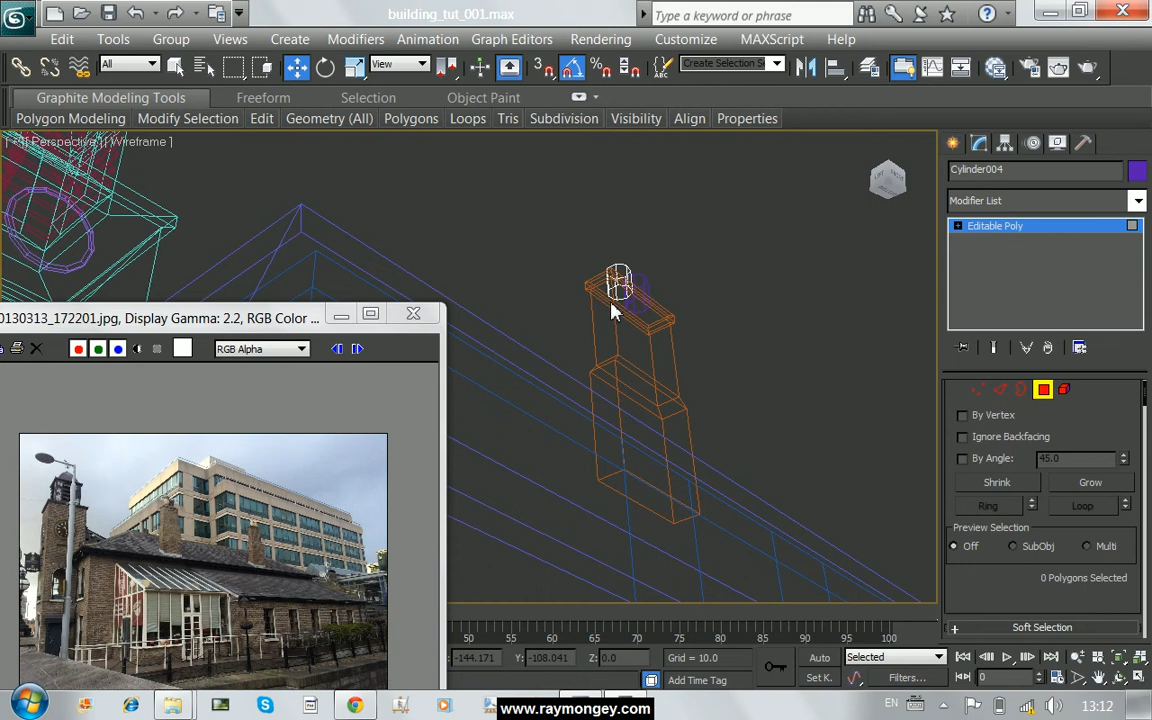 building_tut_001.max
Type a keyword or phrase
Edit Tools Group Views Create Modifiers Animation Graph Editors Rendering Customize MAXScript Help
All
View
3
ABC
Create Selection Se
Graphite Modeling Tools Freeform Selection Object Paint
Polygon Modeling Modify Selection Edit Geometry (All) Polygons Loops Tris Subdivision Visibility Align Properties
[ + ] [ Perspective ] [ Wireframe ]
Cylinder004
Modifier List
Editable Poly
0130313_172201.jpg, Display Gamma: 2.2, RGB Color ...
RGB Alpha
By Vertex
Ignore Backfacing
By Angle: 45.0
Shrink Grow
Ring Loop
Preview Selection
Off SubObj Multi
0 Polygons Selected
Soft Selection
50 55 60 65 70 75 80 85 90 95 100
-144.171 Y: -108.041 Z: 0.0 Grid = 10.0
Auto Selected
Add Time Tag
Set K. Filters... 0
www.raymongey.com
EN 13:12